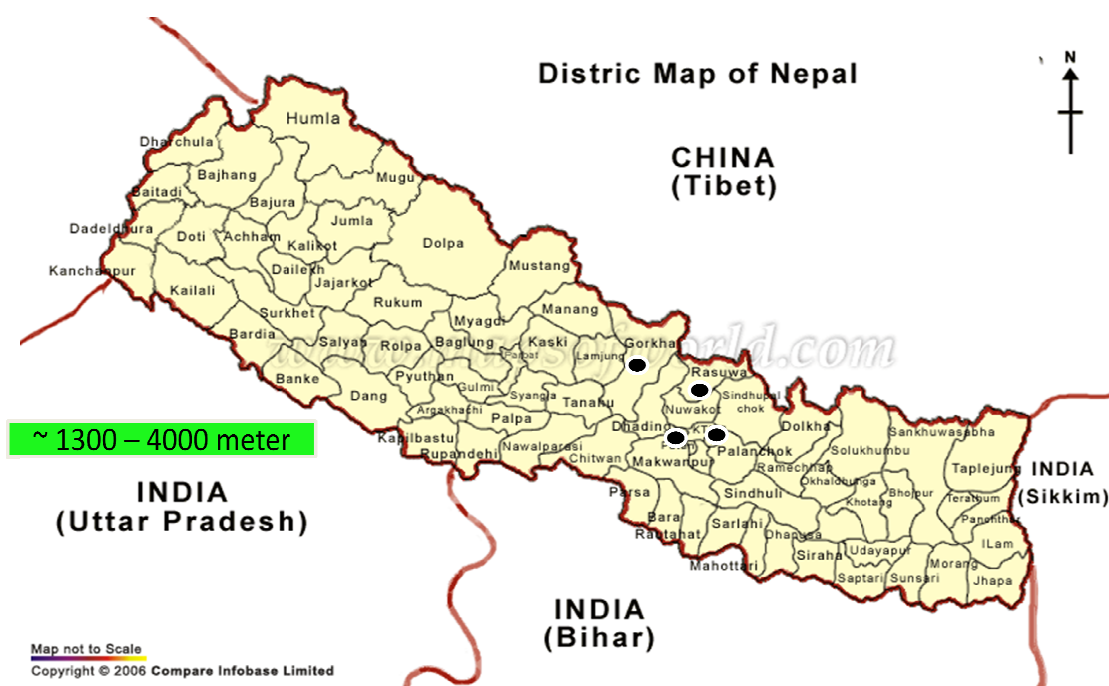 Distric Map of Nepal
N
CHINA
(Tibet)
Humla
Dharchula
Bajhang
Mugu
Baitadi
Bajura
Dadeldhura
Doti
Achham
Jumla
Kalikot
Dolpa
Kanchanpur
Kailali
Dailekh
Jajarkot
Mustang
Rukum
Surkhet
Manang
Myagdi
Bardia
Salyan
Rolpa
Baglung
Kaski
Gorkha
Parbat
Lamjung
Rasuwa
Banke
Pyuthan
Gulmi
Syangja
Tanahu
Sindhupal
chok
Dang
Argakhachi
Palpa
Nuwakot
Dhading
Dolkha
Kapilbastu
Rupandehi
Nawalparasi
Chitwan
Makwanpur
Palanchok
Ramechhap
Solukhumbu
Sankhuwasabha
Taplejung
Okhaldhunga
Khotang
Bhojpur
Terathum
Panchthar
Parsa
Bara
Rautahat
Sindhuli
Sarlahi
Mahottari
Dhanusa
Siraha
Udayapur
Saptari
Sunsari
Morang
ILam
Jhapa
~ 1300 – 4000 meter
INDIA
(Uttar Pradesh)
INDIA
(Sikkim)
INDIA
(Bihar)
Map not to Scale
Copyright © 2006 Compare Infobase Limited